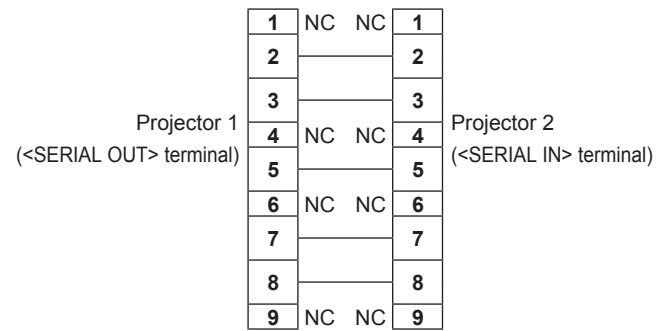 1 NC NC 1
2 2
3 3
Projector 1
(<SERIAL OUT> terminal)
4 NC NC 4
Projector 2
(<SERIAL IN> terminal)
5 5
6 NC NC 6
7 7
8 8
9 NC NC 9